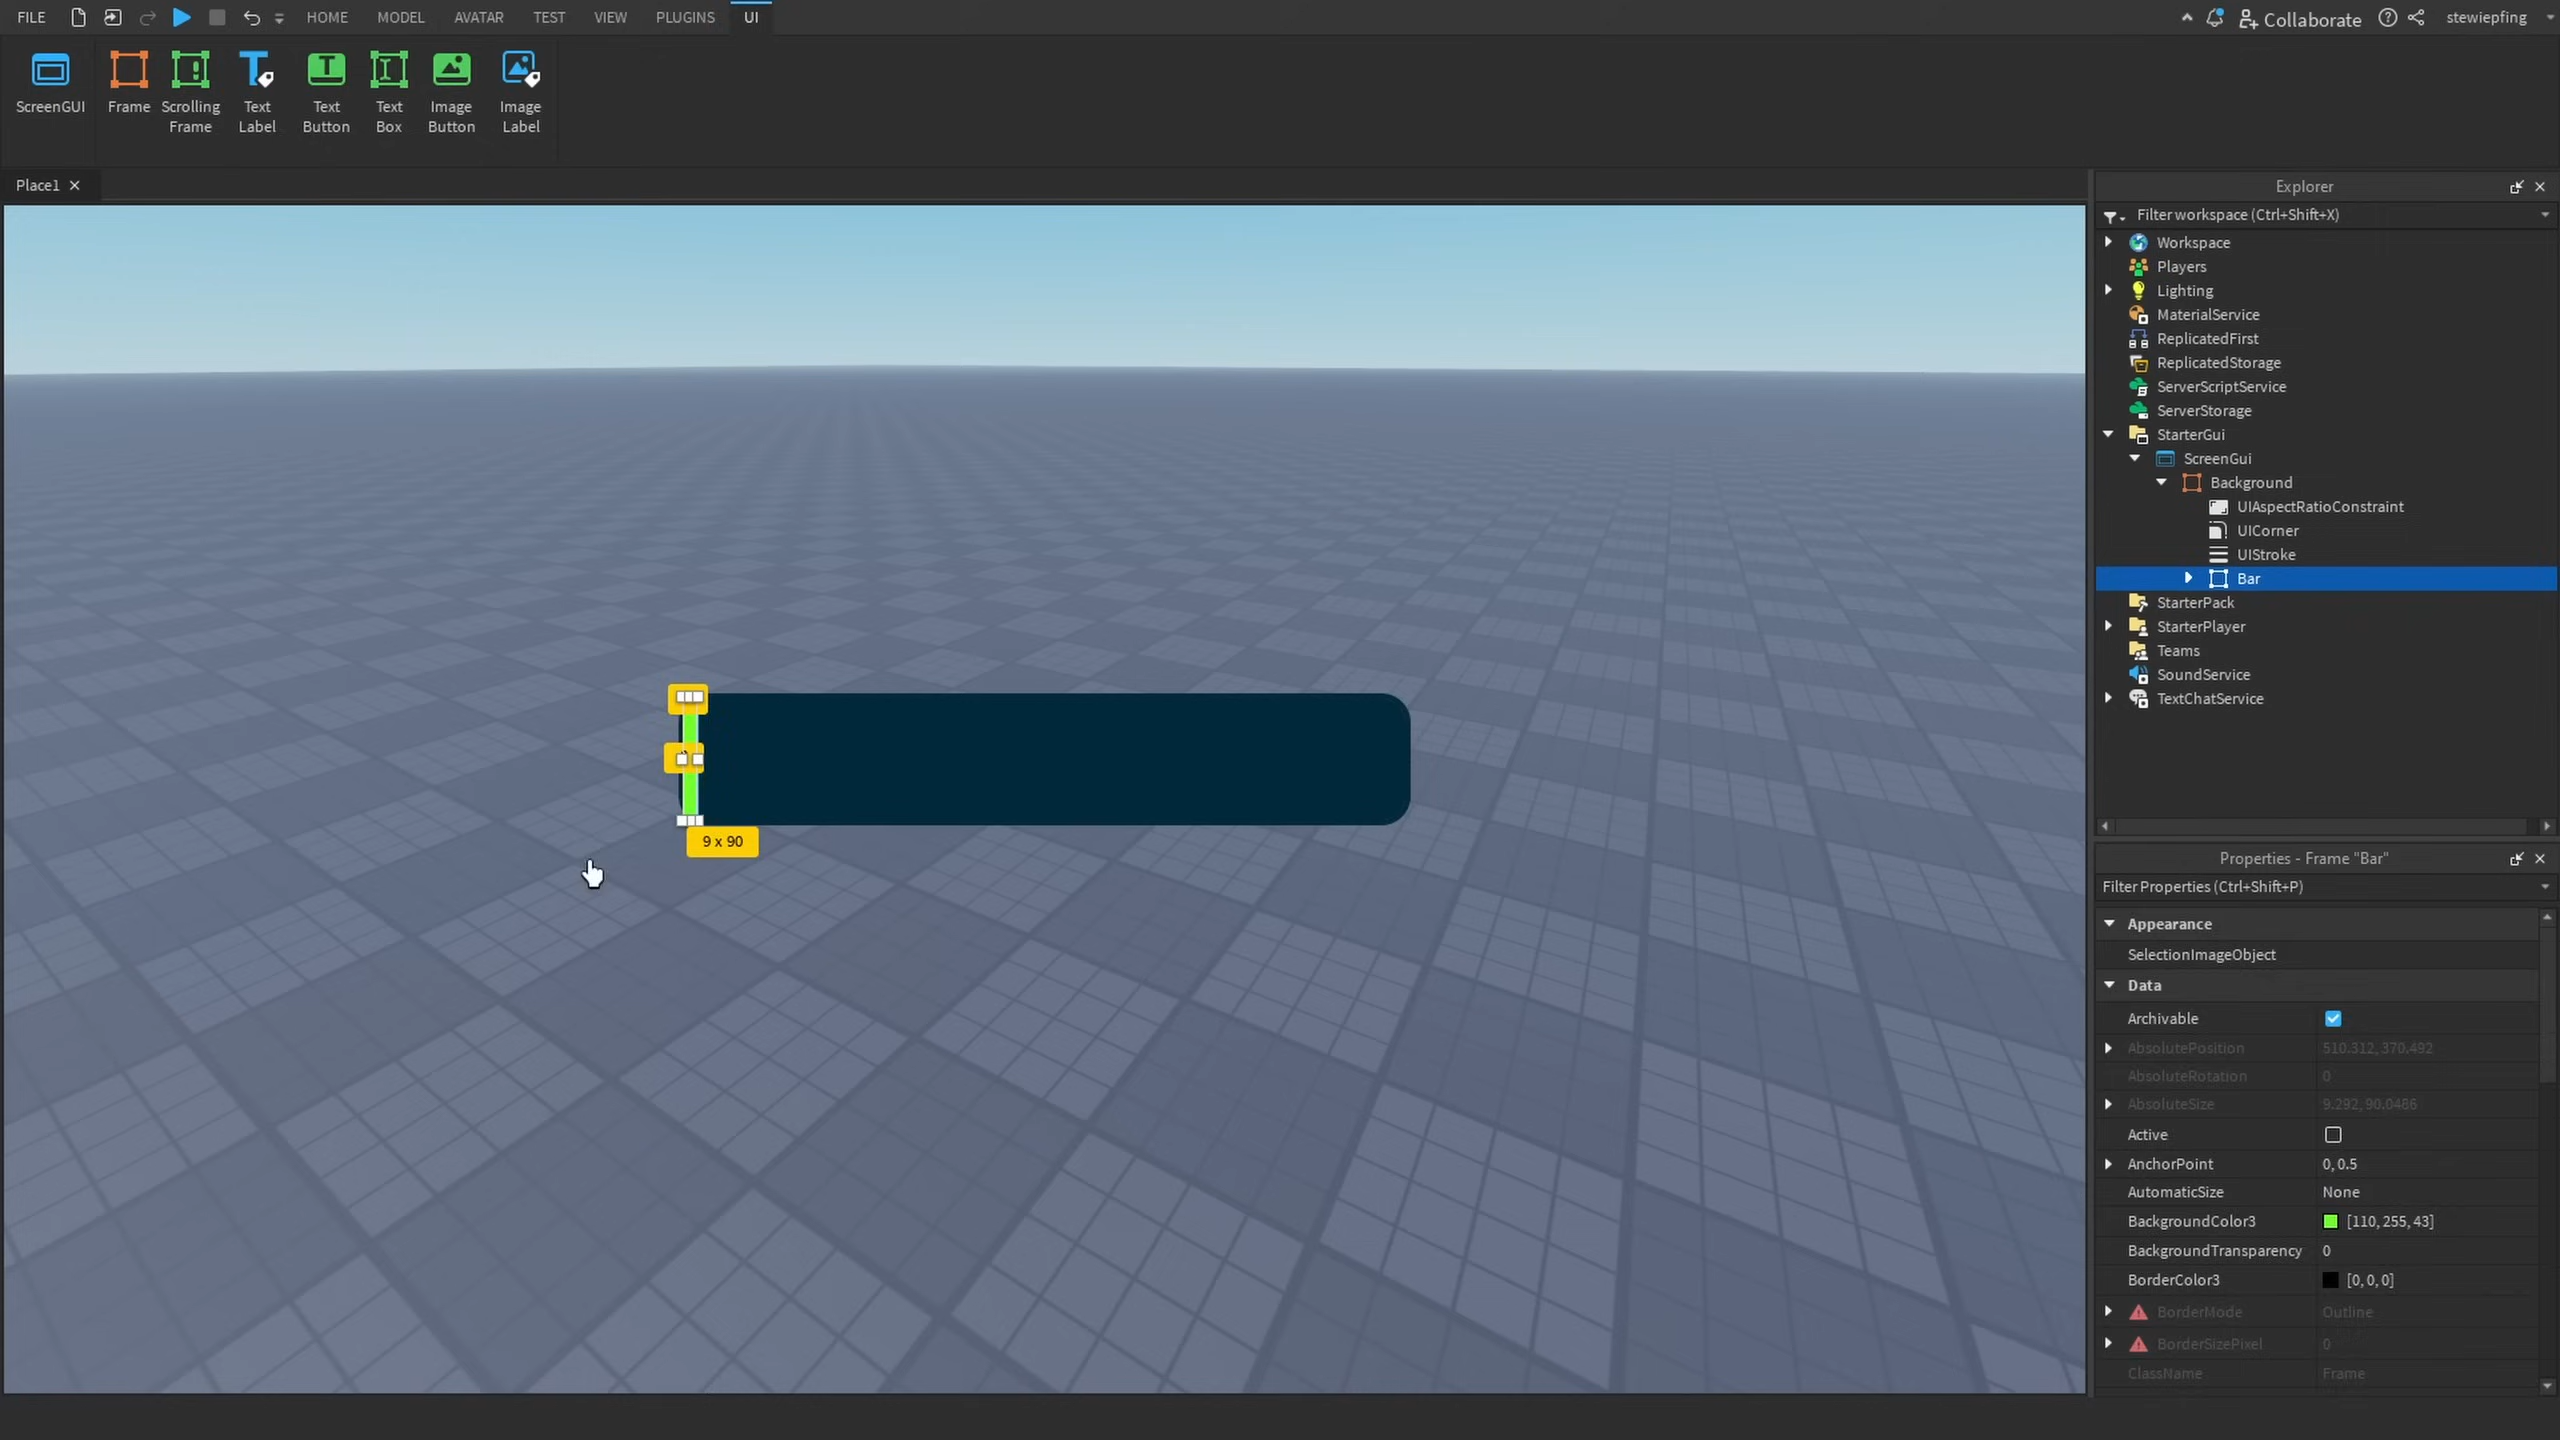 FILE HOME MODEL AVATAR TEST VIEW PLUGINS UI Collaborate stewiepfing
ScreenGUI Frame Scrolling Frame Text Label Text Button Text Box Image Button Image Label
Place1
Explorer
Filter workspace (Ctrl+Shift+X)
Workspace
Players
Lighting
MaterialService
ReplicatedFirst
ReplicatedStorage
ServerScriptService
ServerStorage
StarterGui
ScreenGui
Background
UIAspectRatioConstraint
UICorner
UIStroke
Bar
StarterPack
StarterPlayer
Teams
SoundService
TextChatService
9 x 90
Properties - Frame "Bar"
Filter Properties (Ctrl+Shift+P)
Appearance
SelectionImageObject
Data
Archivable
AbsolutePosition 510.312, 370.492
AbsoluteRotation 0
AbsoluteSize 9.292, 90.0486
Active
AnchorPoint 0, 0.5
AutomaticSize None
BackgroundColor3 [110, 255, 43]
BackgroundTransparency 0
BorderColor3 [0, 0, 0]
BorderMode Outline
BorderSizePixel 0
ClassName Frame